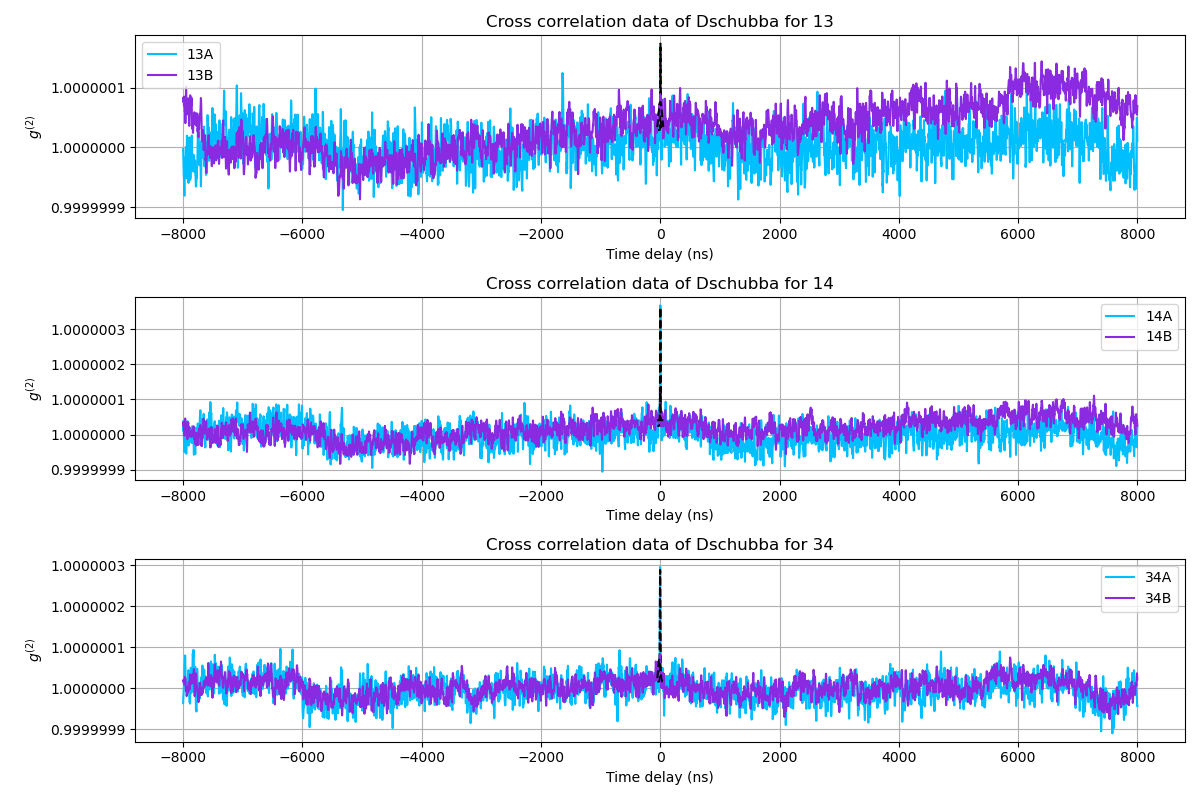 Cross correlation data of Dschubba for 13
13A
13B
1.0000001
1.0000000
0.9999999
g^(2)
−8000 −6000 −4000 −2000 0 2000 4000 6000 8000
Time delay (ns)
Cross correlation data of Dschubba for 14
14A
14B
1.0000003
1.0000002
1.0000001
1.0000000
0.9999999
g^(2)
−8000 −6000 −4000 −2000 0 2000 4000 6000 8000
Time delay (ns)
Cross correlation data of Dschubba for 34
34A
34B
1.0000003
1.0000002
1.0000001
1.0000000
0.9999999
g^(2)
−8000 −6000 −4000 −2000 0 2000 4000 6000 8000
Time delay (ns)